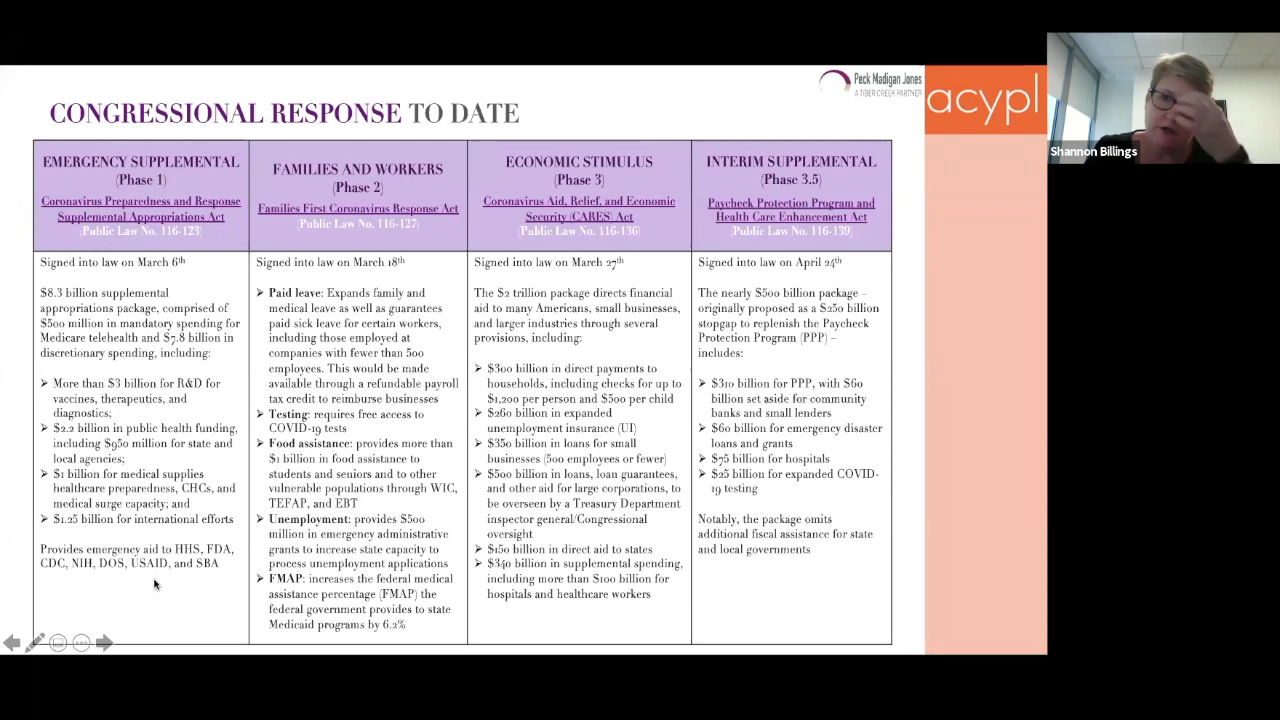 Peck Madigan Jones
A TIBER CREEK PARTNER
acypl
Shannon Billings
CONGRESSIONAL RESPONSE TO DATE
EMERGENCY SUPPLEMENTAL
(Phase 1)
Coronavirus Preparedness and Response
Supplemental Appropriations Act
(Public Law No. 116-123)
Signed into law on March 6th
$8.3 billion supplemental
appropriations package, comprised of
$500 million in mandatory spending for
Medicare telehealth and $7.8 billion in
discretionary spending, including:
➢ More than $3 billion for R&D for
vaccines, therapeutics, and
diagnostics;
➢ $2.2 billion in public health funding,
including $950 million for state and
local agencies;
➢ $1 billion for medical supplies
healthcare preparedness, CHCs, and
medical surge capacity; and
➢ $1.25 billion for international efforts
Provides emergency aid to HHS, FDA,
CDC, NIH, DOS, USAID, and SBA
FAMILIES AND WORKERS
(Phase 2)
Families First Coronavirus Response Act
(Public Law No. 116-127)
Signed into law on March 18th
➢ Paid leave: Expands family and
medical leave as well as guarantees
paid sick leave for certain workers,
including those employed at
companies with fewer than 500
employees. This would be made
available through a refundable payroll
tax credit to reimburse businesses
➢ Testing: requires free access to
COVID-19 tests
➢ Food assistance: provides more than
$1 billion in food assistance to
students and seniors and to other
vulnerable populations through WIC,
TEFAP, and EBT
➢ Unemployment: provides $500
million in emergency administrative
grants to increase state capacity to
process unemployment applications
➢ FMAP: increases the federal medical
assistance percentage (FMAP) the
federal government provides to state
Medicaid programs by 6.2%
ECONOMIC STIMULUS
(Phase 3)
Coronavirus Aid, Relief, and Economic
Security (CARES) Act
(Public Law No. 116-136)
Signed into law on March 27th
The $2 trillion package directs financial
aid to many Americans, small businesses,
and larger industries through several
provisions, including:
➢ $300 billion in direct payments to
households, including checks for up to
$1,200 per person and $500 per child
➢ $260 billion in expanded
unemployment insurance (UI)
➢ $350 billion in loans for small
businesses (500 employees or fewer)
➢ $500 billion in loans, loan guarantees,
and other aid for large corporations, to
be overseen by a Treasury Department
inspector general/Congressional
oversight
➢ $150 billion in direct aid to states
➢ $340 billion in supplemental spending,
including more than $100 billion for
hospitals and healthcare workers
INTERIM SUPPLEMENTAL
(Phase 3.5)
Paycheck Protection Program and
Health Care Enhancement Act
(Public Law No. 116-139)
Signed into law on April 24th
The nearly $500 billion package –
originally proposed as a $250 billion
stopgap to replenish the Paycheck
Protection Program (PPP) –
includes:
➢ $310 billion for PPP, with $60
billion set aside for community
banks and small lenders
➢ $60 billion for emergency disaster
loans and grants
➢ $75 billion for hospitals
➢ $25 billion for expanded COVID-
19 testing
Notably, the package omits
additional fiscal assistance for state
and local governments